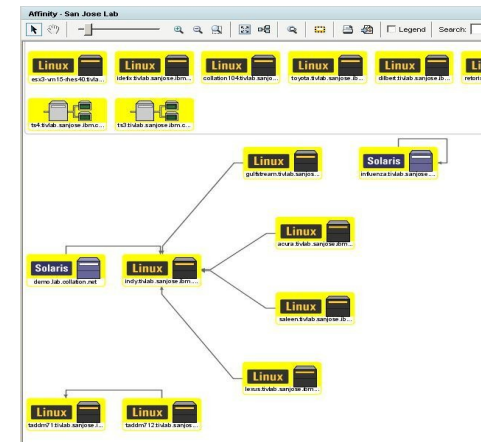 Affinity - San Jose Lab
Legend Search:
Linux Linux Linux Linux Linux
esx3-vm15-rhes40.tivla... idefix.tivlab.sanjose.ibm... collation104.tivlab.sanjo... toyota.tivlab.sanjose.ib... dilbert.tivlab.sanjose.ib...
ts4.tivlab.sanjose.ibm.c... ts3.tivlab.sanjose.ibm.c...
Linux
gulfstream.tivlab.sanjos...
Solaris
influenza.tivlab.sanjose....
Linux
acura.tivlab.sanjose.ibm...
Solaris
demo.lab.collation.net
Linux
indy.tivlab.sanjose.ibm....
Linux
saleen.tivlab.sanjose.ib...
Linux
lexus.tivlab.sanjose.ibm...
Linux
taddm71.tivlab.sanjose.i...
Linux
taddm712.tivlab.sanjos...